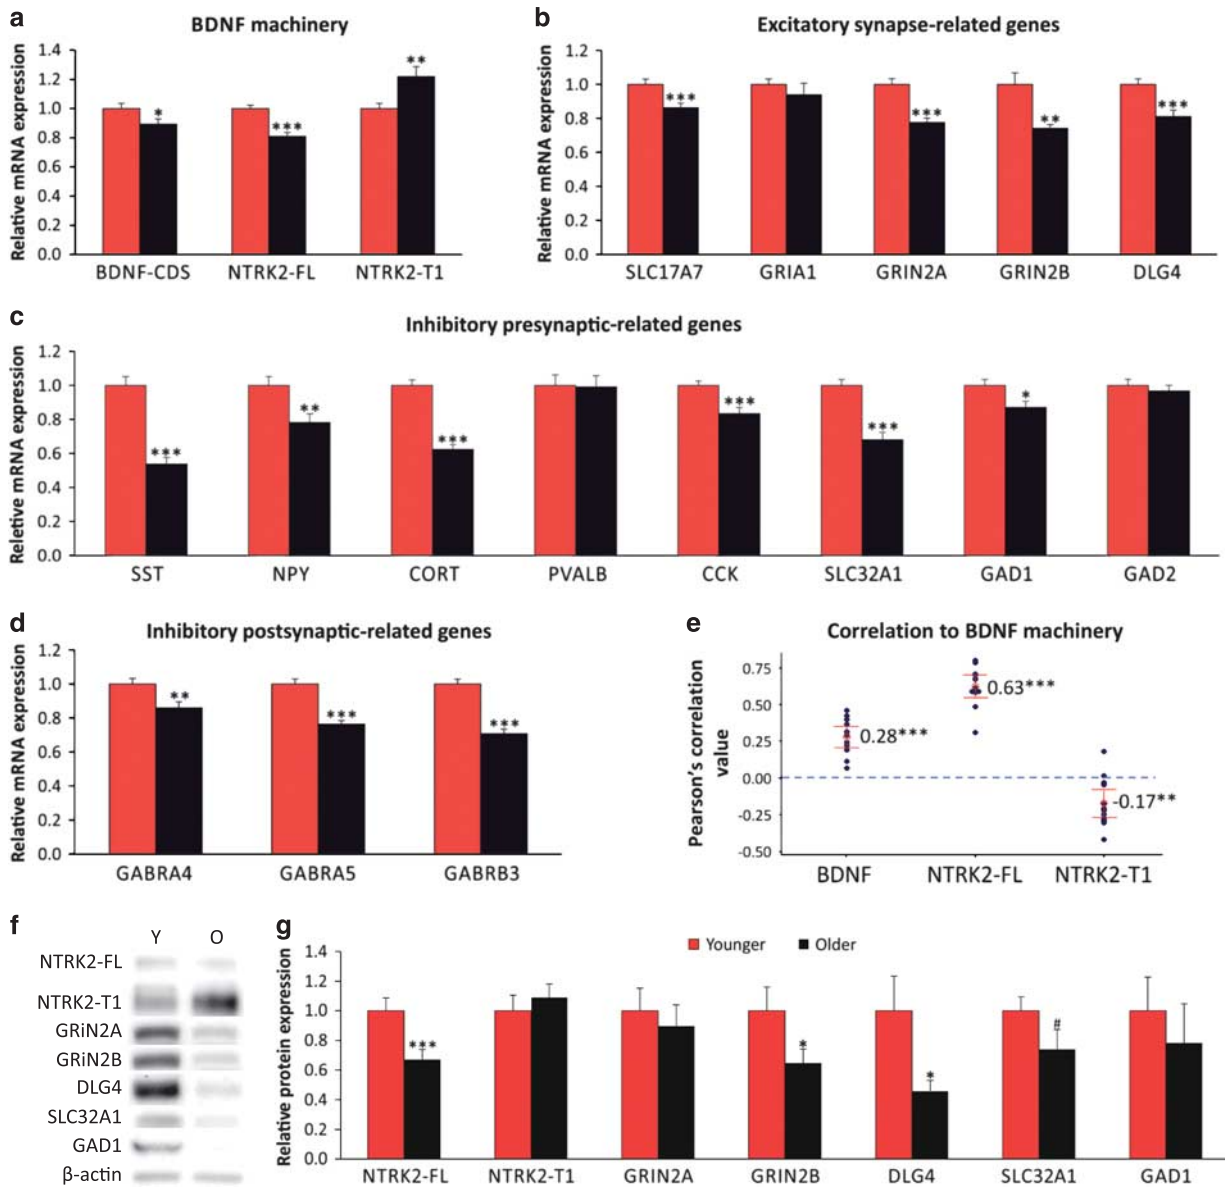 a
BDNF machinery
Relative mRNA expression
1.4
1.2
1.0
0.8
0.6
0.4
0.2
0.0
*
***
**
BDNF-CDS NTRK2-FL NTRK2-T1
b
Excitatory synapse-related genes
Relative mRNA expression
1.2
1.0
0.8
0.6
0.4
0.2
0.0
***
***
**
***
SLC17A7 GRIA1 GRIN2A GRIN2B DLG4
c
Inhibitory presynaptic-related genes
Reletive mRNA expression
1.2
1.0
0.8
0.6
0.4
0.2
0.0
***
**
***
***
***
*
SST NPY CORT PVALB CCK SLC32A1 GAD1 GAD2
d
Inhibitory postsynaptic-related genes
Relative mRNA expression
1.2
1.0
0.8
0.6
0.4
0.2
0.0
**
***
***
GABRA4 GABRA5 GABRB3
e
Correlation to BDNF machinery
Pearson's correlation
value
0.75
0.50
0.25
0.00
-0.25
-0.50
0.28***
0.63***
-0.17**
BDNF NTRK2-FL NTRK2-T1
f
Y O
NTRK2-FL
NTRK2-T1
GRiN2A
GRiN2B
DLG4
SLC32A1
GAD1
β-actin
g
Younger Older
Relative protein expression
1.4
1.2
1.0
0.8
0.6
0.4
0.2
0.0
***
*
*
#
NTRK2-FL NTRK2-T1 GRIN2A GRIN2B DLG4 SLC32A1 GAD1